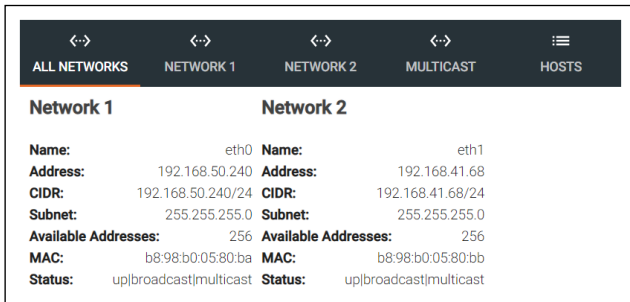 ALL NETWORKS NETWORK 1 NETWORK 2 MULTICAST HOSTS
Network 1 Network 2
Name: eth0 Name: eth1
Address: 192.168.50.240 Address: 192.168.41.68
CIDR: 192.168.50.240/24 CIDR: 192.168.41.68/24
Subnet: 255.255.255.0 Subnet: 255.255.255.0
Available Addresses: 256 Available Addresses: 256
MAC: b8:98:b0:05:80:ba MAC: b8:98:b0:05:80:bb
Status: up|broadcast|multicast Status: up|broadcast|multicast